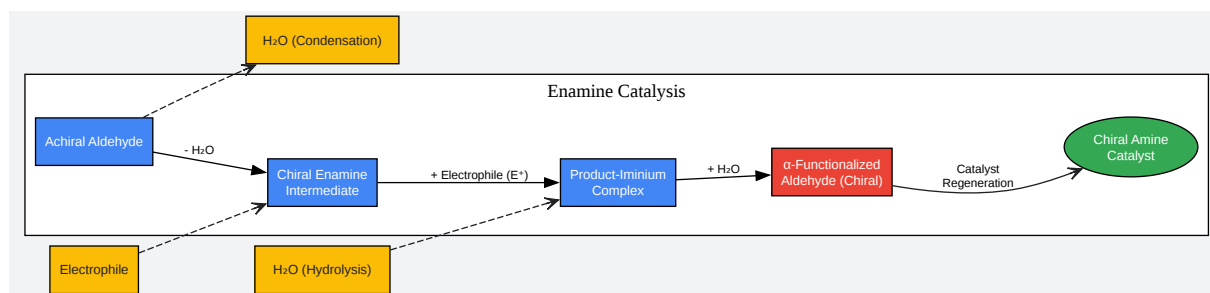 H₂O (Condensation)
Enamine Catalysis
Achiral Aldehyde
- H₂O
Chiral Enamine
Intermediate
+ Electrophile (E⁺)
Product-Iminium
Complex
+ H₂O
α-Functionalized
Aldehyde (Chiral)
Catalyst
Regeneration
Chiral Amine
Catalyst
Electrophile
H₂O (Hydrolysis)